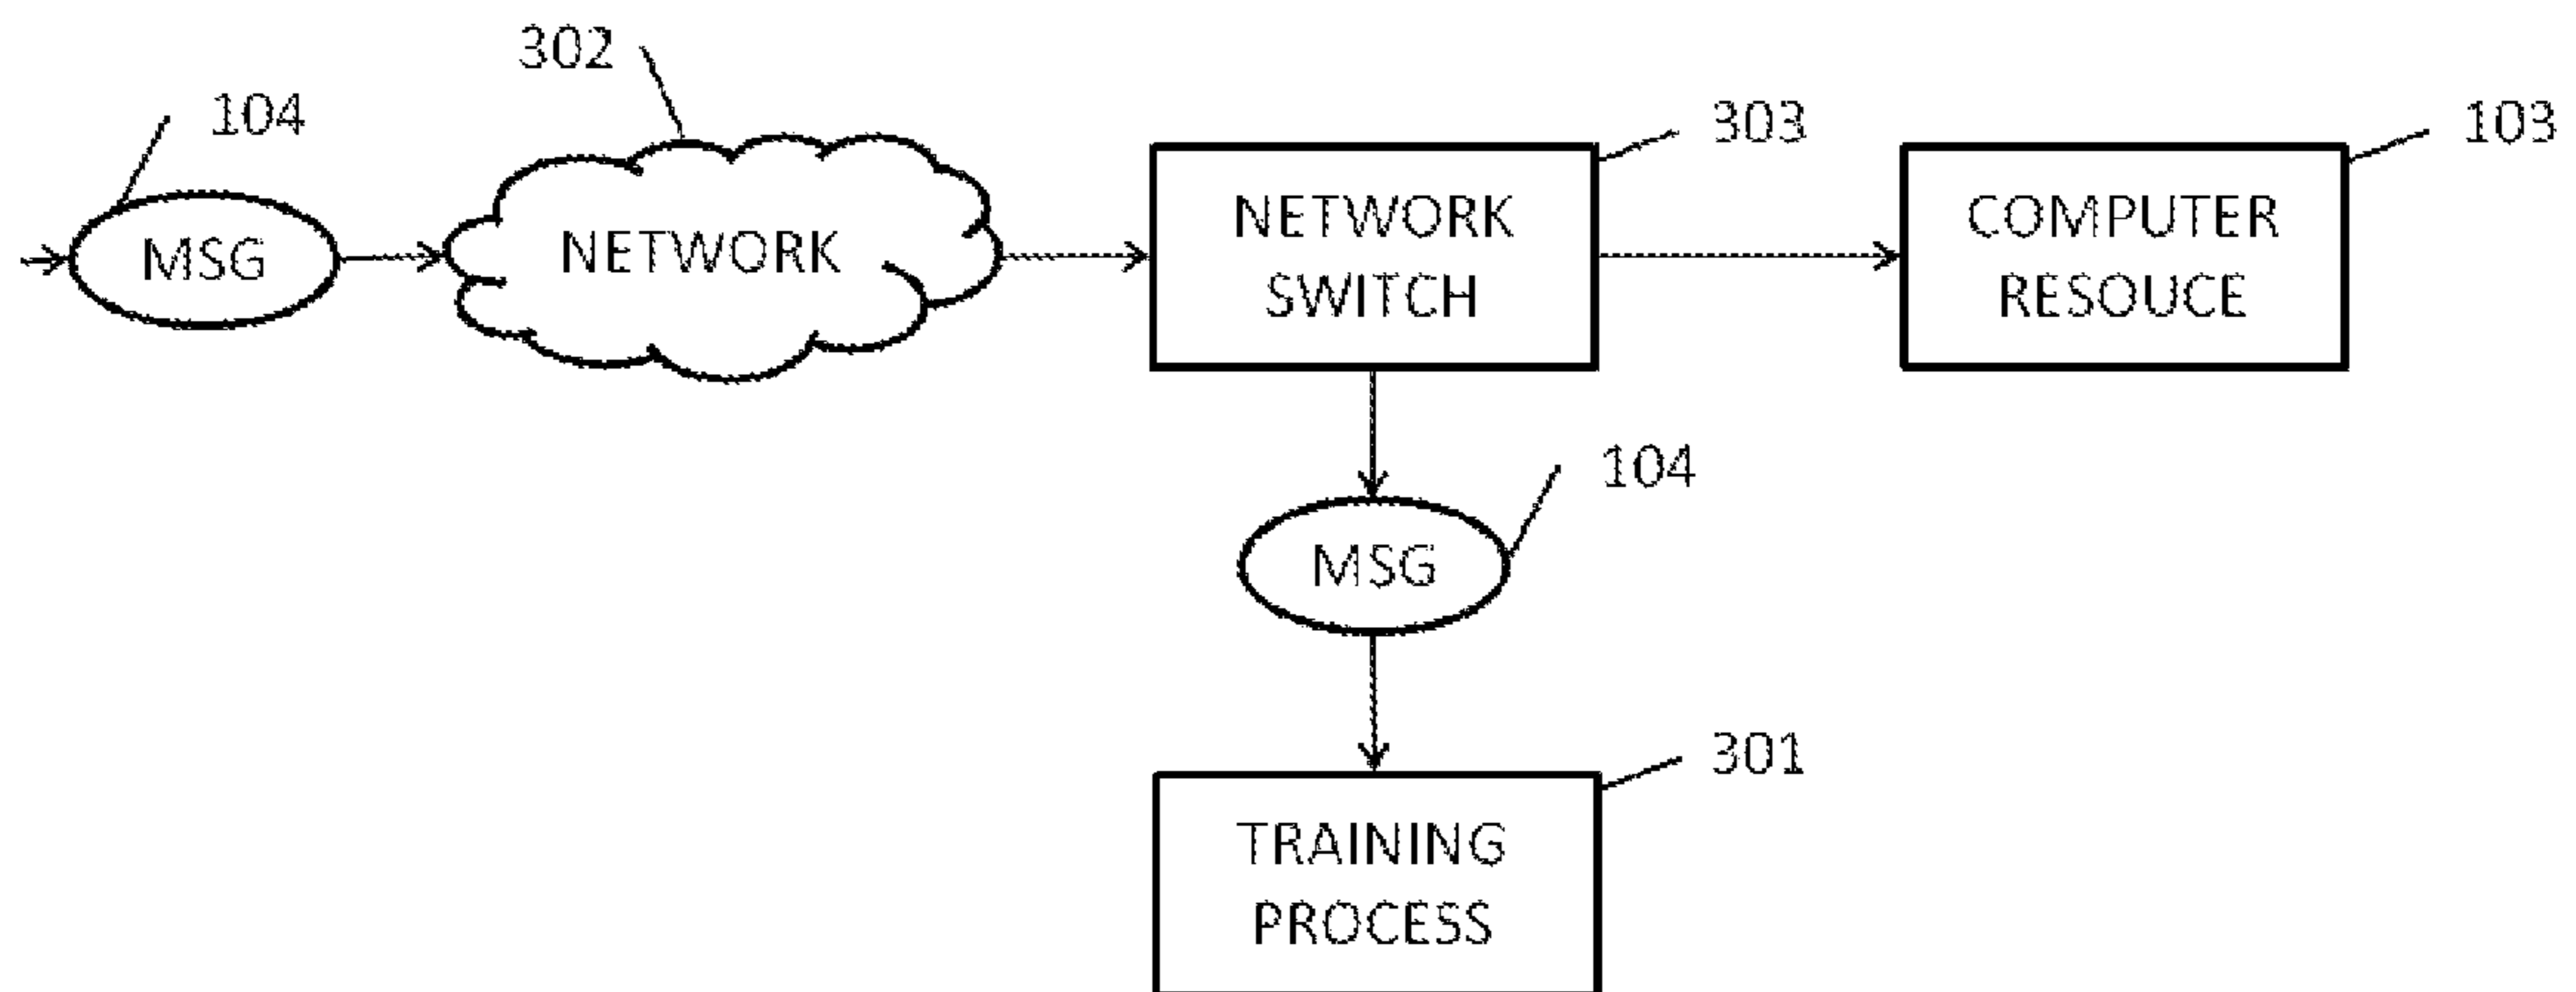 302
104
303
103
MSG
NETWORK
NETWORK
SWITCH
COMPUTER
RESOUCE
104
MSG
301
TRAINING
PROCESS